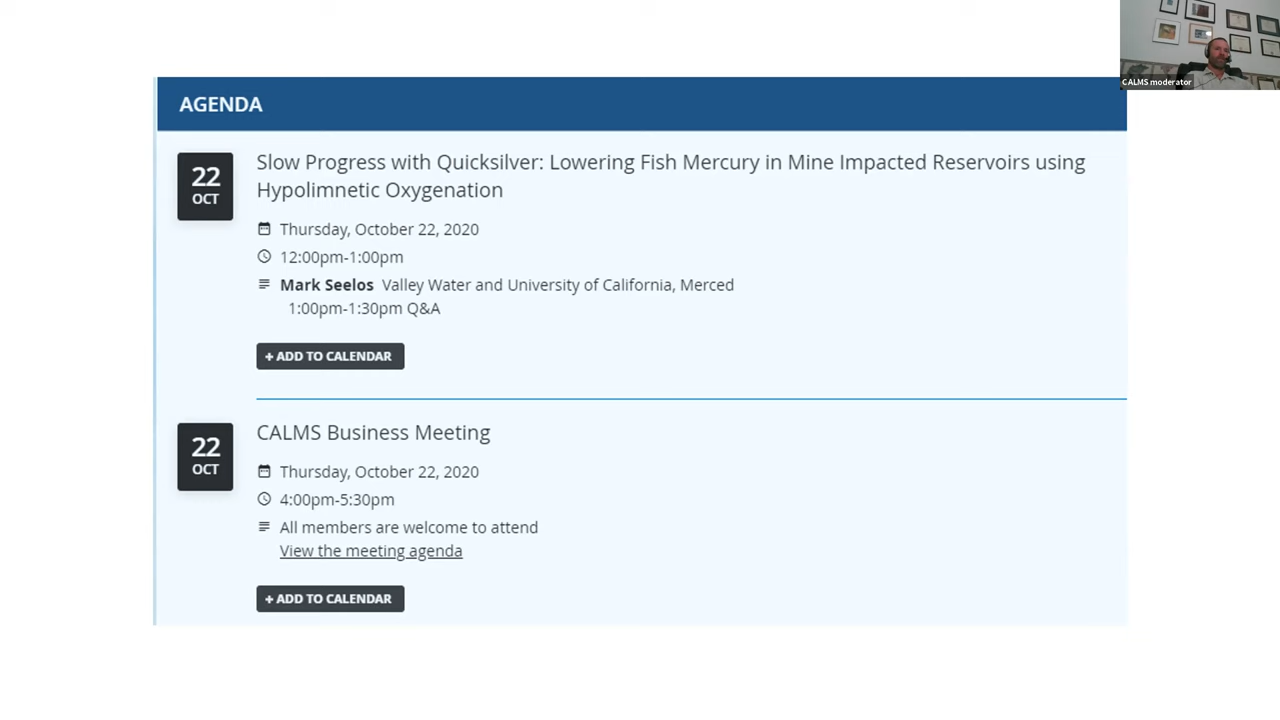 CALMS moderator
AGENDA
22
OCT
Slow Progress with Quicksilver: Lowering Fish Mercury in Mine Impacted Reservoirs using
Hypolimnetic Oxygenation
Thursday, October 22, 2020
12:00pm-1:00pm
Mark Seelos Valley Water and University of California, Merced
1:00pm-1:30pm Q&A
+ ADD TO CALENDAR
22
OCT
CALMS Business Meeting
Thursday, October 22, 2020
4:00pm-5:30pm
All members are welcome to attend
View the meeting agenda
+ ADD TO CALENDAR